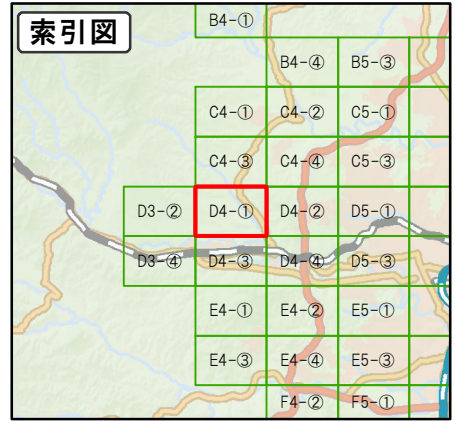 索引図
B4-①
B4-④ B5-③
C4-① C4-② C5-①
C4-③ C4-④ C5-③
D3-② D4-① D4-② D5-①
D3-④ D4-③ D4-④ D5-③
E4-① E4-② E5-①
E4-③ E4-④ E5-③
F4-② F5-①